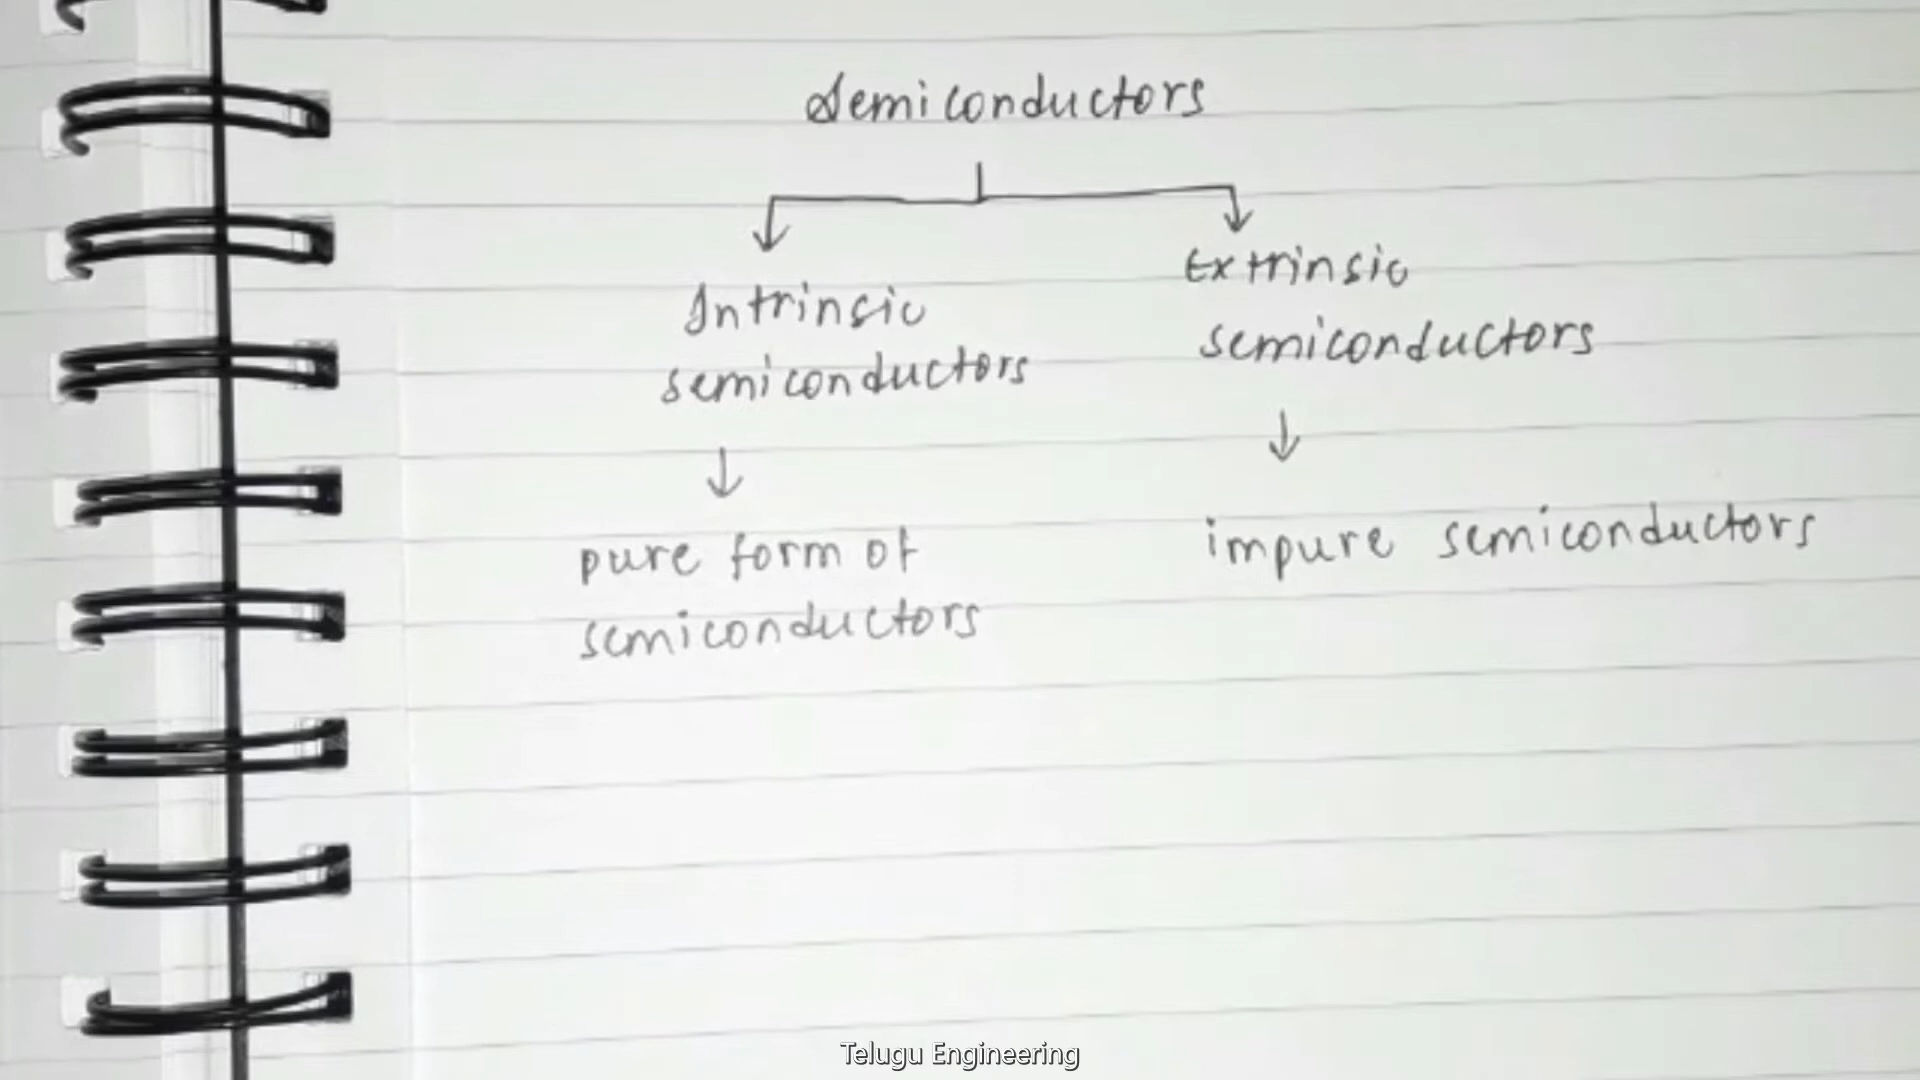 Semiconductors
Intrinsic
semiconductors
Extrinsic
semiconductors
pure form of
semiconductors
impure semiconductors
Telugu Engineering